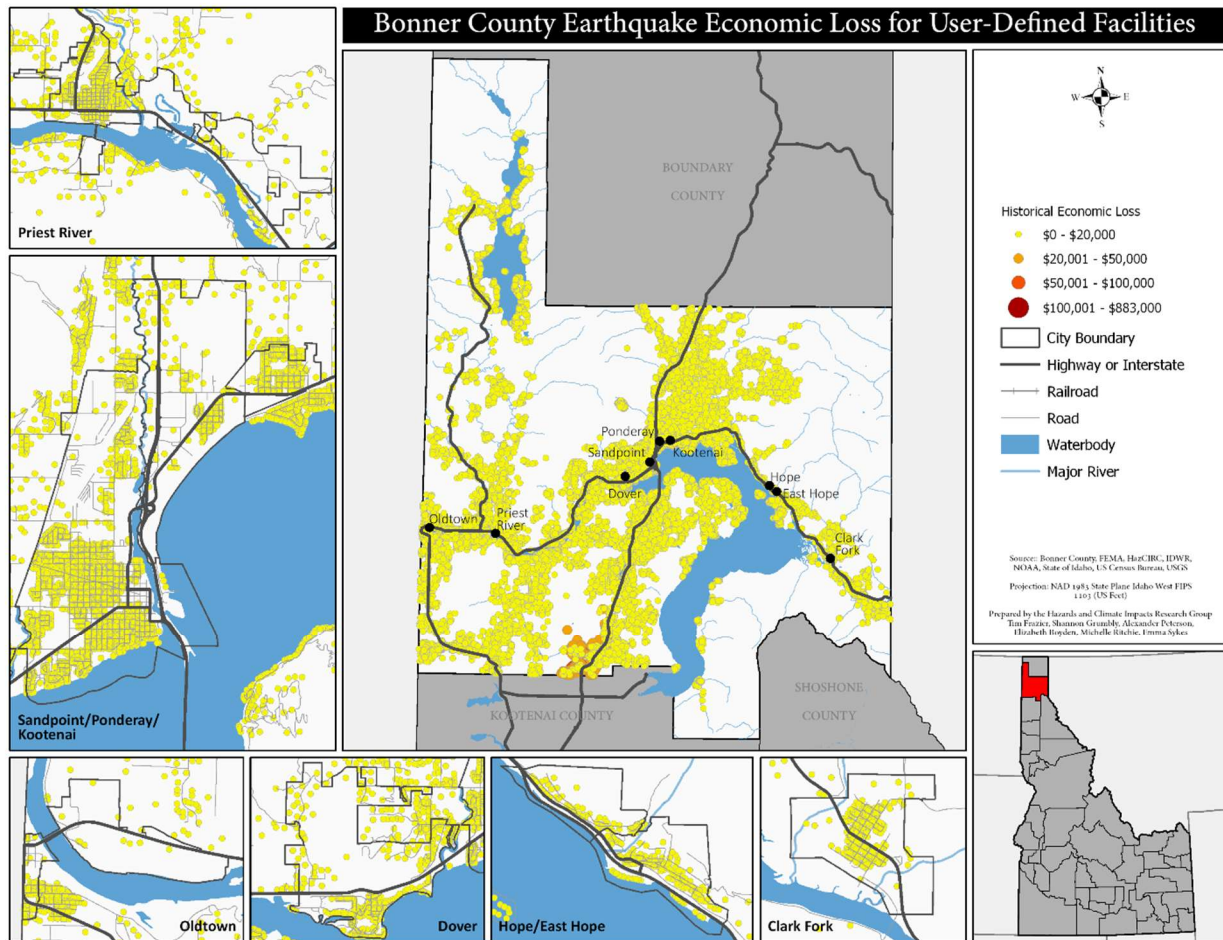 Bonner County Earthquake Economic Loss for User-Defined Facilities
Priest River
Sandpoint/Ponderay/
Kootenai
Oldtown
Dover
Hope/East Hope
Clark Fork
BOUNDARY
COUNTY
Ponderay
Sandpoint
Kootenai
Dover
Hope
East Hope
Oldtown
Priest
River
Clark
Fork
KOOTENAI COUNTY
SHOSHONE
COUNTY
N
W
E
S
Historical Economic Loss
$0 - $20,000
$20,001 - $50,000
$50,001 - $100,000
$100,001 - $883,000
City Boundary
Highway or Interstate
Railroad
Road
Waterbody
Major River
Source: Bonner County, FEMA, HazCIRC, IDWR,
NOAA, State of Idaho, US Census Bureau, USGS
Projection: NAD 1983 State Plane Idaho West FIPS
1103 (US Feet)
Prepared by the Hazards and Climate Impacts Research Group
Tim Frazier, Shannon Grumbly, Alexander Peterson,
Elizabeth Boyden, Michelle Ritchie, Emma Sykes